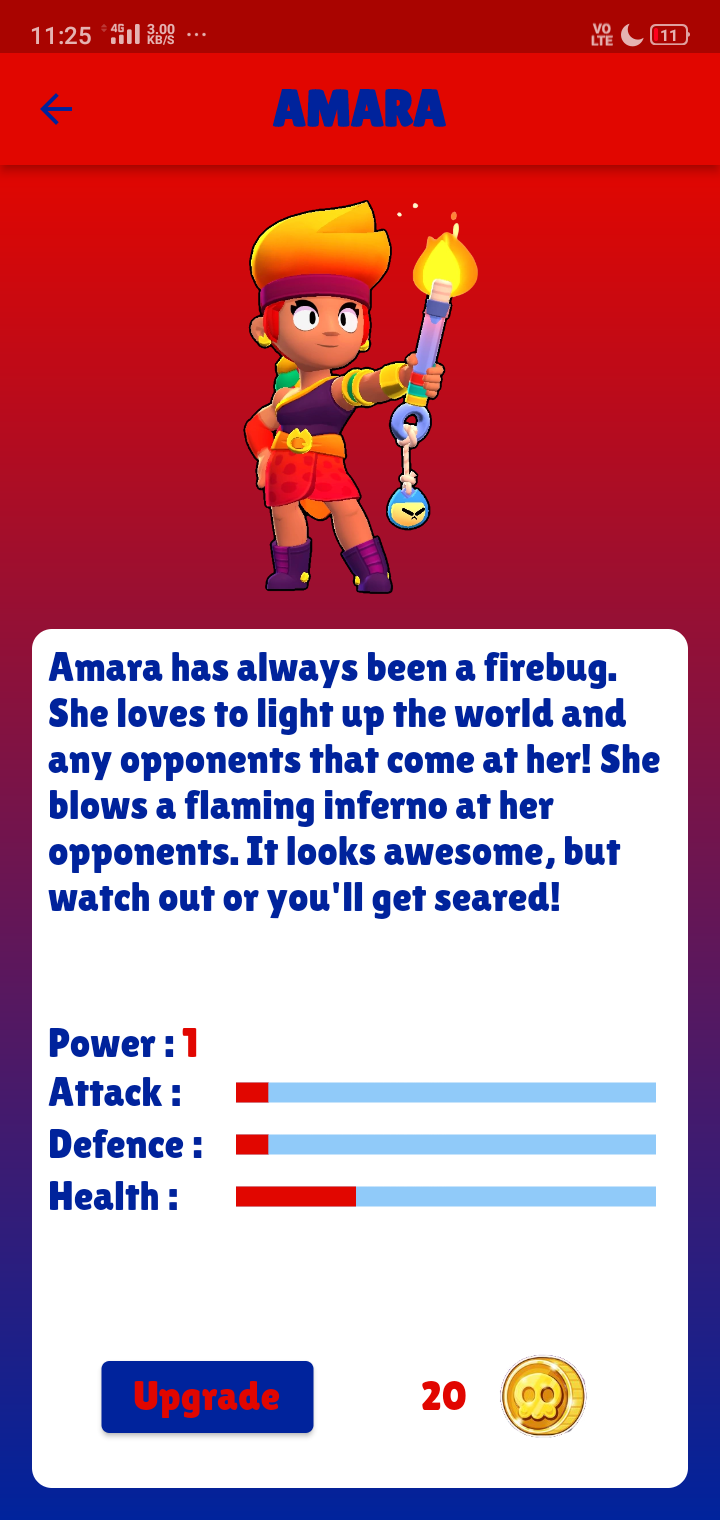 11:25 4G 3.00 KB/S ... VO LTE 11
AMARA
Amara has always been a firebug.
She loves to light up the world and
any opponents that come at her! She
blows a flaming inferno at her
opponents. It looks awesome, but
watch out or you'll get seared!
Power : 1
Attack :
Defence :
Health :
Upgrade 20